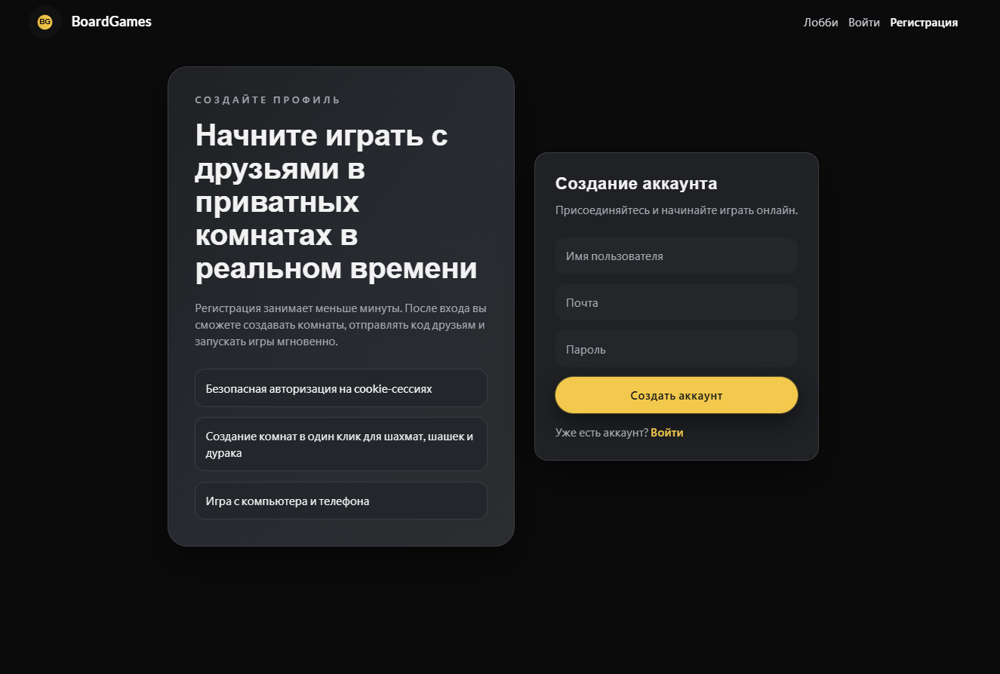 BG
BoardGames
Лобби Войти Регистрация
СОЗДАЙТЕ ПРОФИЛЬ
Начните играть с
друзьями в
приватных
комнатах в
реальном времени
Регистрация занимает меньше минуты. После входа вы
сможете создавать комнаты, отправлять код друзьям и
запускать игры мгновенно.
Безопасная авторизация на cookie-сессиях
Создание комнат в один клик для шахмат, шашек и
дурака
Игра с компьютера и телефона
Создание аккаунта
Присоединяйтесь и начинайте играть онлайн.
Имя пользователя
Почта
Пароль
Создать аккаунт
Уже есть аккаунт? Войти